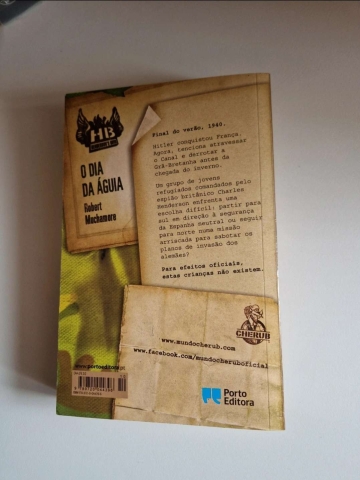 HB
O DIA
DA ÁGUIA
Robert
Muchamore
Final do verão, 1940.
Hitler conquistou França.
Agora, tenciona atravessar
o Canal e derrotar a
Grã-Bretanha antes da
chegada do inverno.
Um grupo de jovens
refugiados comandados pelo
espião britânico Charles
Henderson enfrenta uma
escolha difícil: partir para
sul em direção à segurança
da Espanha neutral ou seguir
para norte numa missão
arriscada para sabotar os
planos de invasão dos
alemães?
Para efeitos oficiais,
estas crianças não existem.
CHERUB
www.mundocherub.com
www.facebook.com/mundocheruboficial
www.portoeditora.pt
Porto
Editora